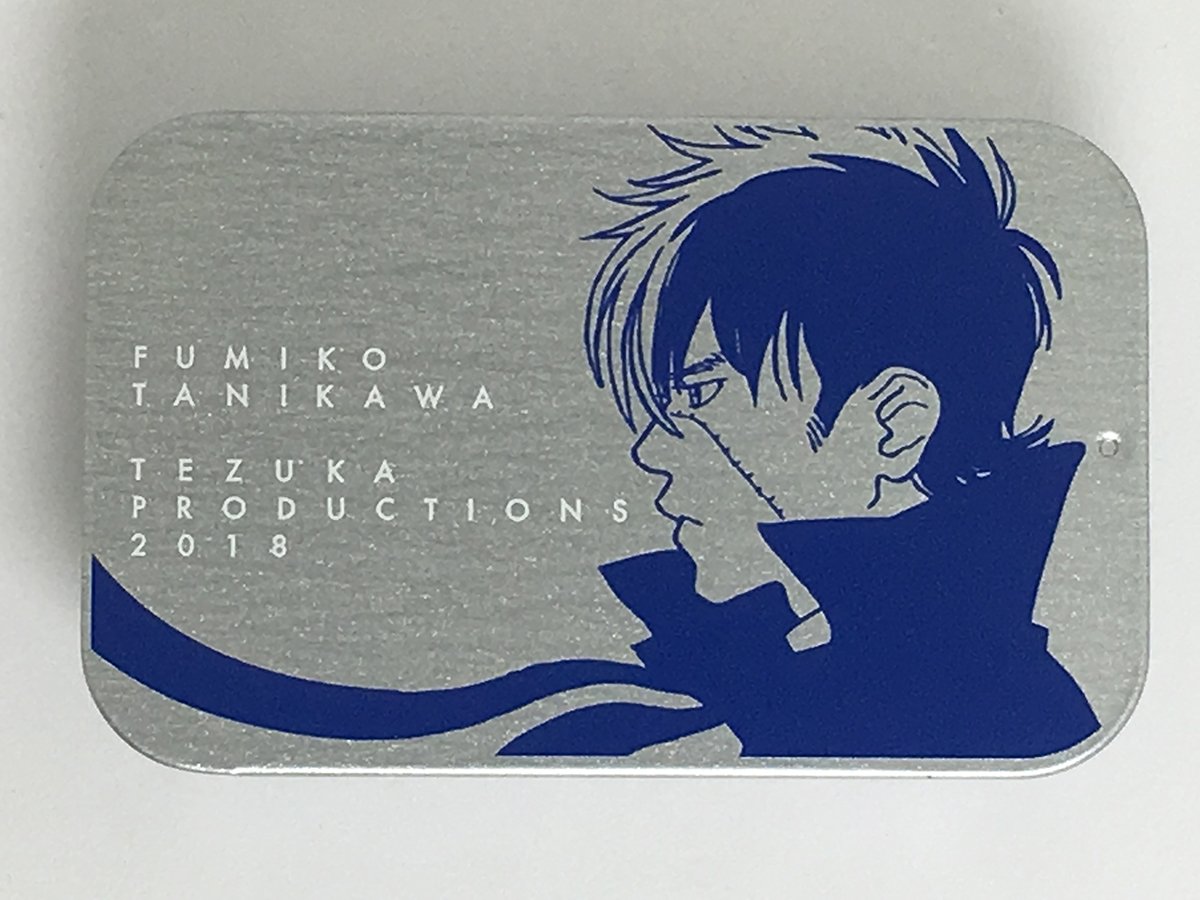 FUMIKO
TANIKAWA
TEZUKA
PRODUCTIONS
2018